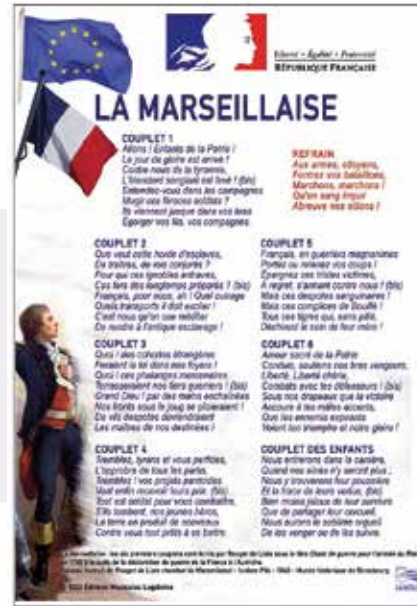 Liberté • Égalité • Fraternité
RÉPUBLIQUE FRANÇAISE
LA MARSEILLAISE
COUPLET 1
Allons ! Enfants de la Patrie !
Le jour de gloire est arrivé !
Contre nous de la tyrannie,
L'étendard sanglant est levé ! (bis)
Entendez-vous dans les campagnes
Mugir ces féroces soldats ?
Ils viennent jusque dans vos bras
Égorger vos fils, vos compagnes.
REFRAIN
Aux armes, citoyens,
Formez vos bataillons,
Marchons, marchons !
Qu'un sang impur
Abreuve nos sillons !
COUPLET 2
Que veut cette horde d'esclaves,
De traîtres, de rois conjurés ?
Pour qui ces ignobles entraves,
Ces fers dès longtemps préparés ? (bis)
Français, pour nous, ah ! Quel outrage
Quels transports il doit exciter !
C'est nous qu'on ose méditer
De rendre à l'antique esclavage !
COUPLET 3
Quoi ! des cohortes étrangères
Feraient la loi dans nos foyers !
Quoi ! ces phalanges mercenaires
Terrasseraient nos fiers guerriers ! (bis)
Grand Dieu ! par des mains enchaînées
Nos fronts sous le joug se ploieraient !
De vils despotes deviendraient
Les maîtres de nos destinées !
COUPLET 4
Tremblez, tyrans et vous perfides,
L'opprobre de tous les partis.
Tremblez ! vos projets parricides
Vont enfin recevoir leurs prix. (bis)
Tout est soldat pour vous combattre,
S'ils tombent, nos jeunes héros,
La terre en produit de nouveaux
Contre vous tout prêts à se battre.
COUPLET 5
Français, en guerriers magnanimes
Portez ou retenez vos coups !
Épargnez ces tristes victimes,
À regret, s'armant contre nous ! (bis)
Mais ces despotes sanguinaires !
Mais ces complices de Bouillé !
Tous ces tigres qui, sans pitié,
Déchirent le sein de leur mère !
COUPLET 6
Amour sacré de la Patrie
Conduis, soutiens nos bras vengeurs,
Liberté, Liberté chérie,
Combats avec tes défenseurs ! (bis)
Sous nos drapeaux que la victoire
Accoure à tes mâles accents,
Que tes ennemis expirants
Voient ton triomphe et notre gloire !
COUPLET DES ENFANTS
Nous entrerons dans la carrière,
Quand nos aînés n'y seront plus ;
Nous y trouverons leur poussière
Et la trace de leurs vertus, (bis)
Bien moins jaloux de leur survivre
Que de partager leur cercueil.
Nous aurons le sublime orgueil
De les venger ou de les suivre.